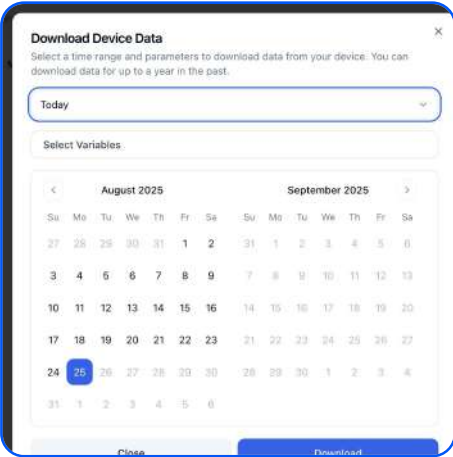 Download Device Data
Select a time range and parameters to download data from your device. You can
download data for up to a year in the past.
Today
Select Variables
August 2025
Su Mo Tu We Th Fr Sa
27 28 29 30 31 1 2
3 4 5 6 7 8 9
10 11 12 13 14 15 16
17 18 19 20 21 22 23
24 25 26 27 28 29 30
31 1 2 3 4 5 6
September 2025
Su Mo Tu We Th Fr Sa
31 1 2 3 4 5 6
7 8 9 10 11 12 13
14 15 16 17 18 19 20
21 22 23 24 25 26 27
28 29 30 1 2 3 4
Close
Download